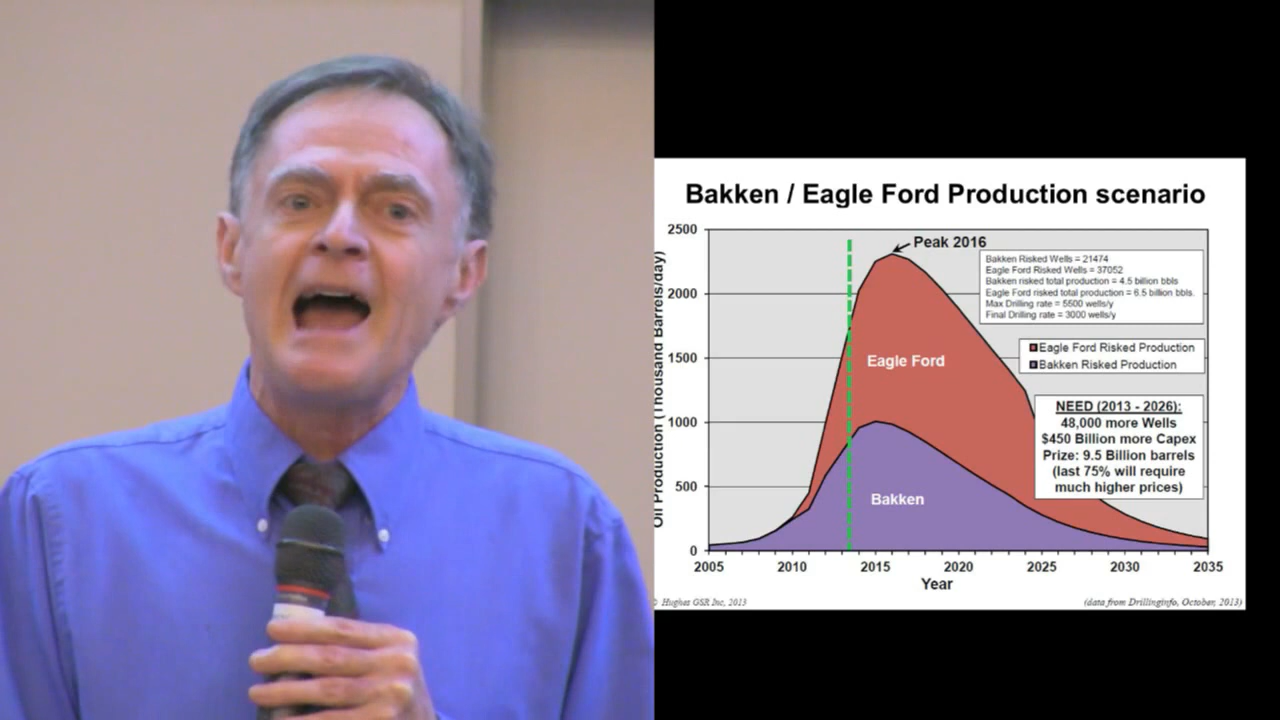 Bakken / Eagle Ford Production scenario
2500
2000
1500
1000
500
0
Oil Production (Thousand Barrels/day)
Peak 2016
Bakken Risked Wells = 21474
Eagle Ford Risked Wells = 37052
Bakken risked total production = 4.5 billion bbls
Eagle Ford risked total production = 6.5 billion bbls.
Max Drilling rate = 5500 wells/y
Final Drilling rate = 3000 wells/y
Eagle Ford Risked Production
Bakken Risked Production
Eagle Ford
Bakken
NEED (2013 - 2026):
48,000 more Wells
$450 Billion more Capex
Prize: 9.5 Billion barrels
(last 75% will require
much higher prices)
2005 2010 2015 2020 2025 2030 2035
Year
© Hughes GSR Inc, 2013
(data from Drillinginfo, October, 2013)